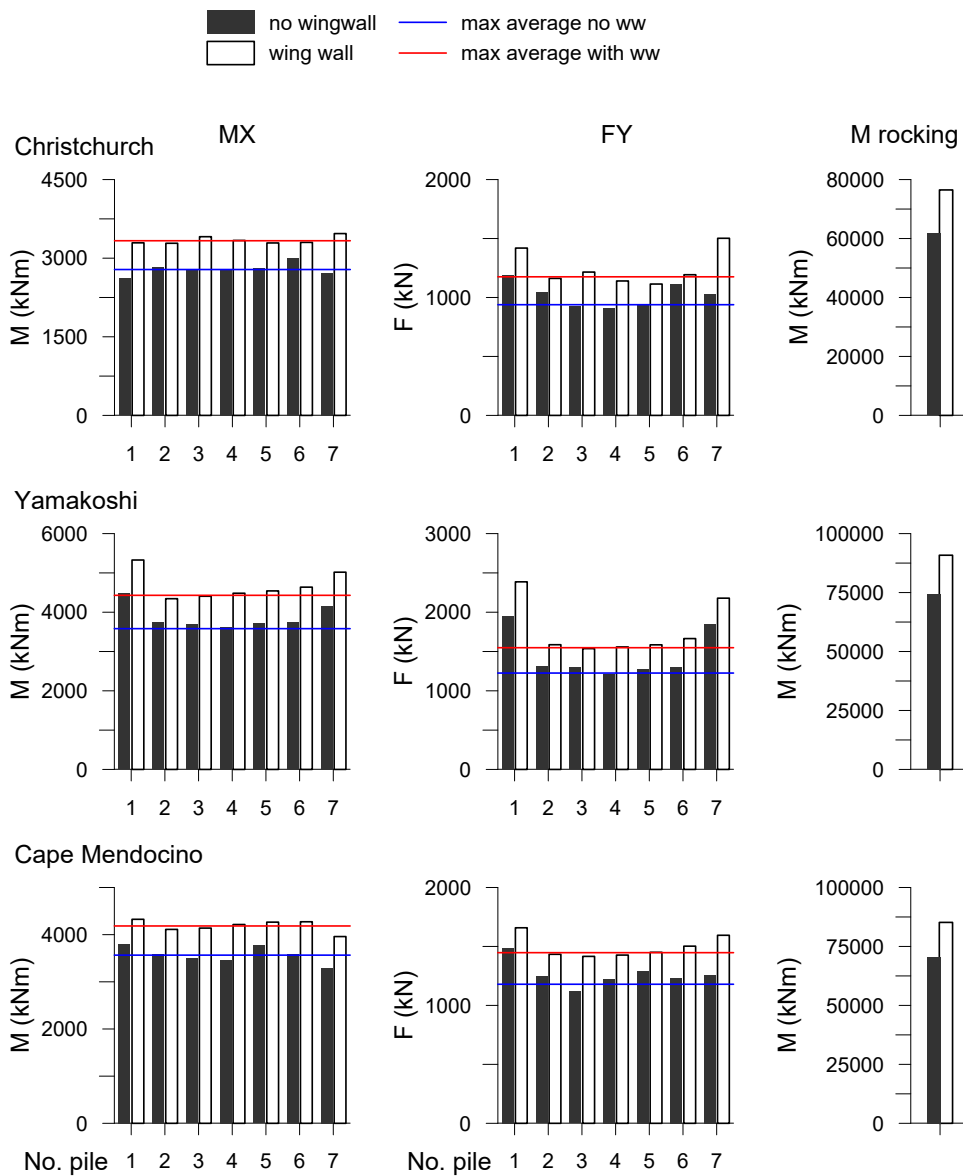 no wingwall
max average no ww
wing wall
max average with ww
MX
FY
M rocking
Christchurch
4500
3000
1500
0
M (kNm)
1 2 3 4 5 6 7
2000
1000
0
F (kN)
1 2 3 4 5 6 7
80000
60000
40000
20000
0
M (kNm)
Yamakoshi
6000
4000
2000
0
M (kNm)
1 2 3 4 5 6 7
3000
2000
1000
0
F (kN)
1 2 3 4 5 6 7
100000
75000
50000
25000
0
M (kNm)
Cape Mendocino
4000
2000
0
M (kNm)
No. pile 1 2 3 4 5 6 7
2000
1000
0
F (kN)
No. pile 1 2 3 4 5 6 7
100000
75000
50000
25000
0
M (kNm)